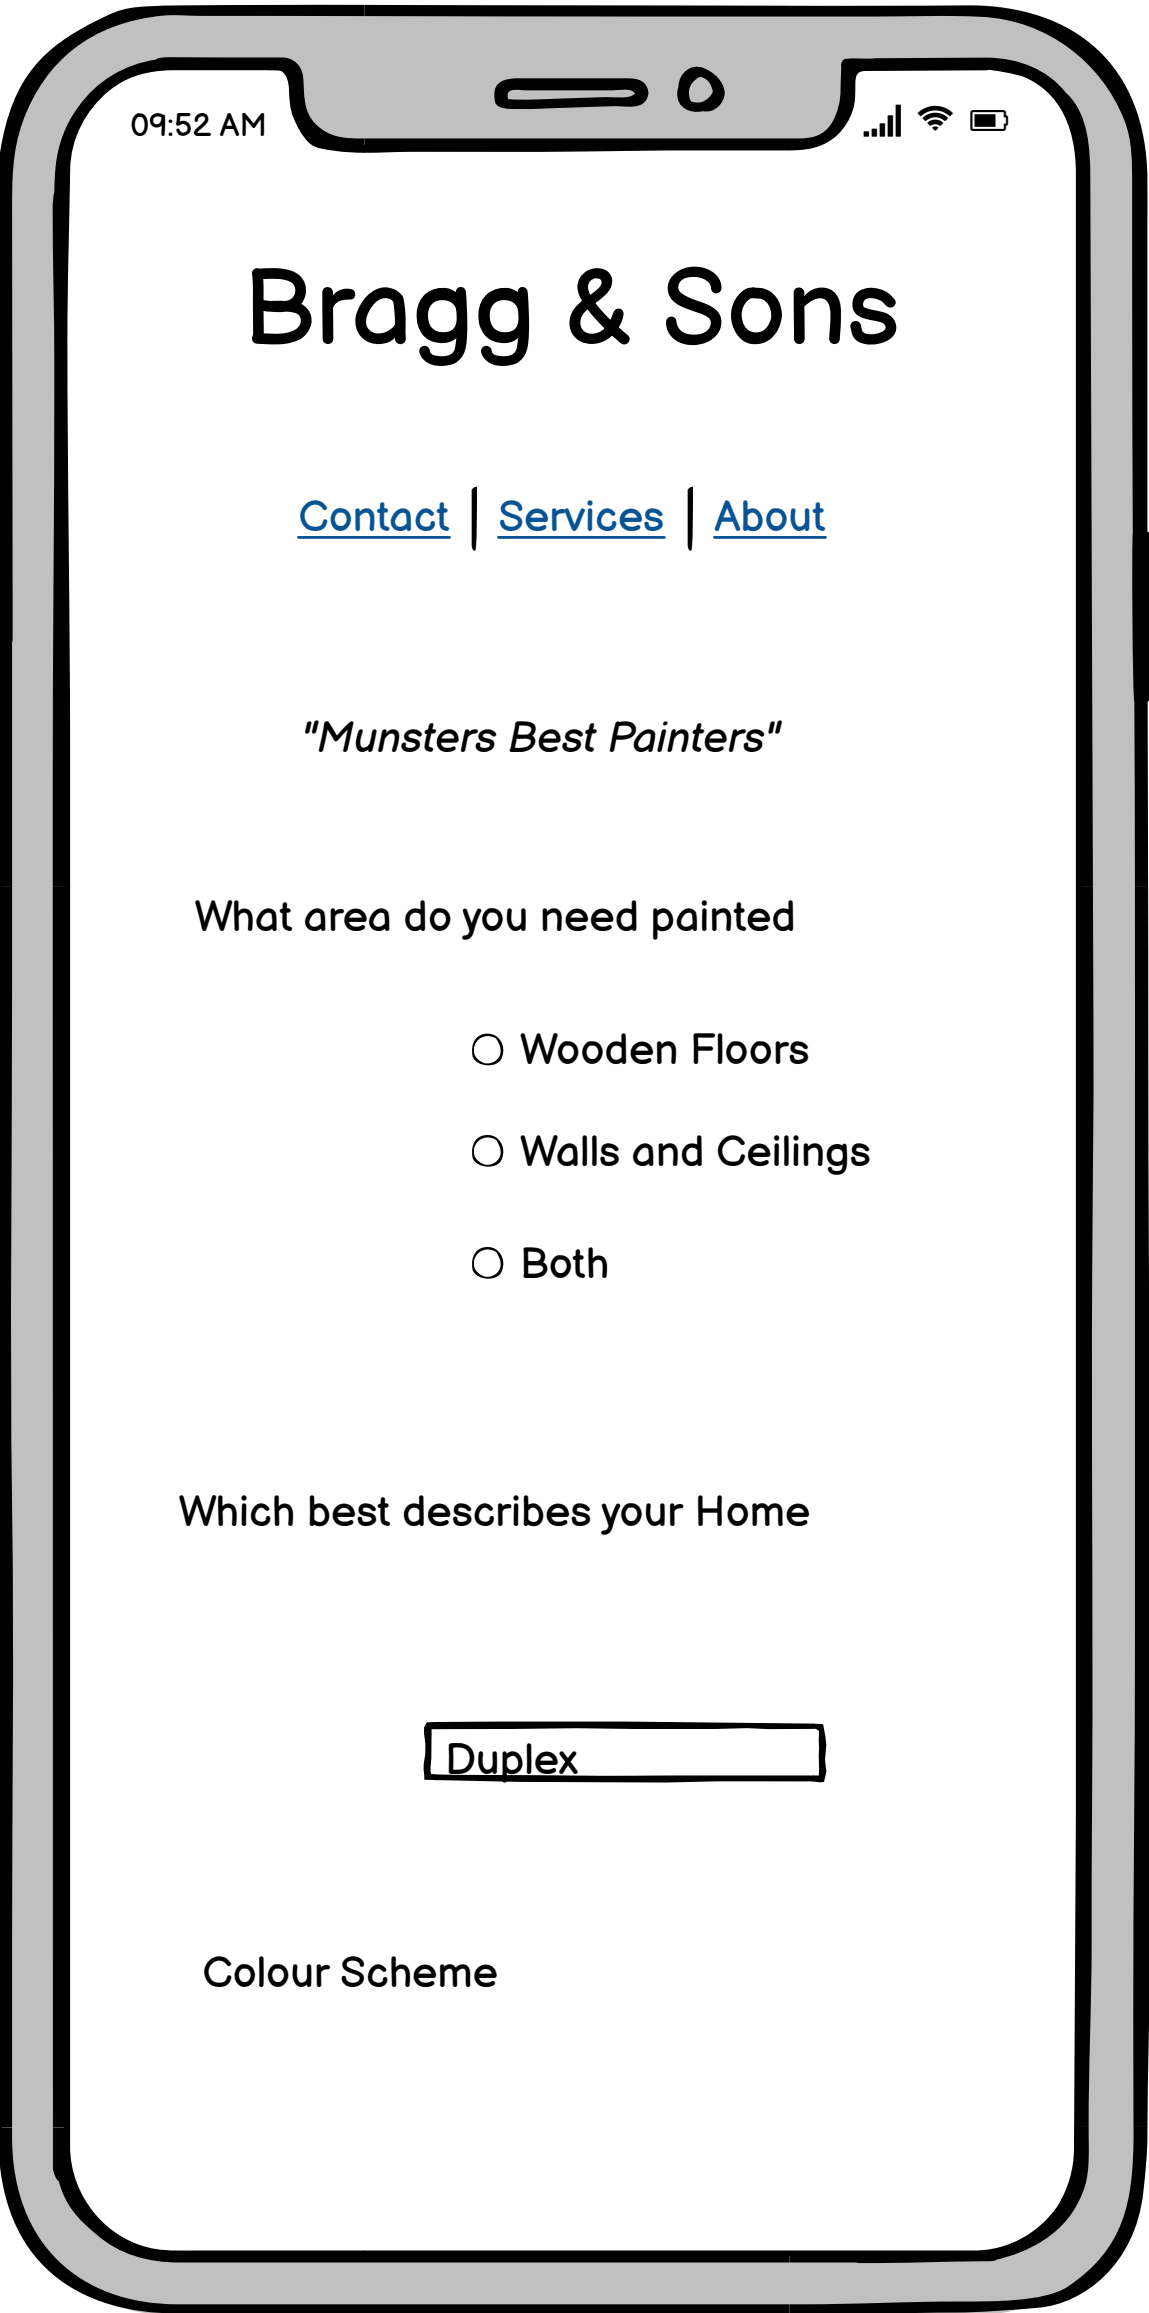 09:52 AM
Bragg & Sons
Contact | Services | About
"Munsters Best Painters"
What area do you need painted
Wooden Floors
Walls and Ceilings
Both
Which best describes your Home
Duplex
Colour Scheme